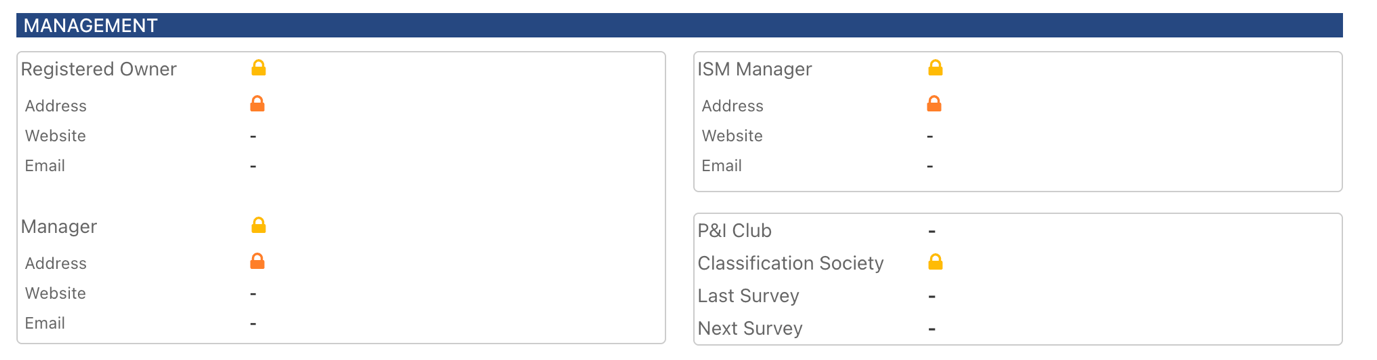 MANAGEMENT
Registered Owner
Address
Website -
Email -
Manager
Address
Website -
Email -
ISM Manager
Address
Website -
Email -
P&I Club -
Classification Society
Last Survey -
Next Survey -